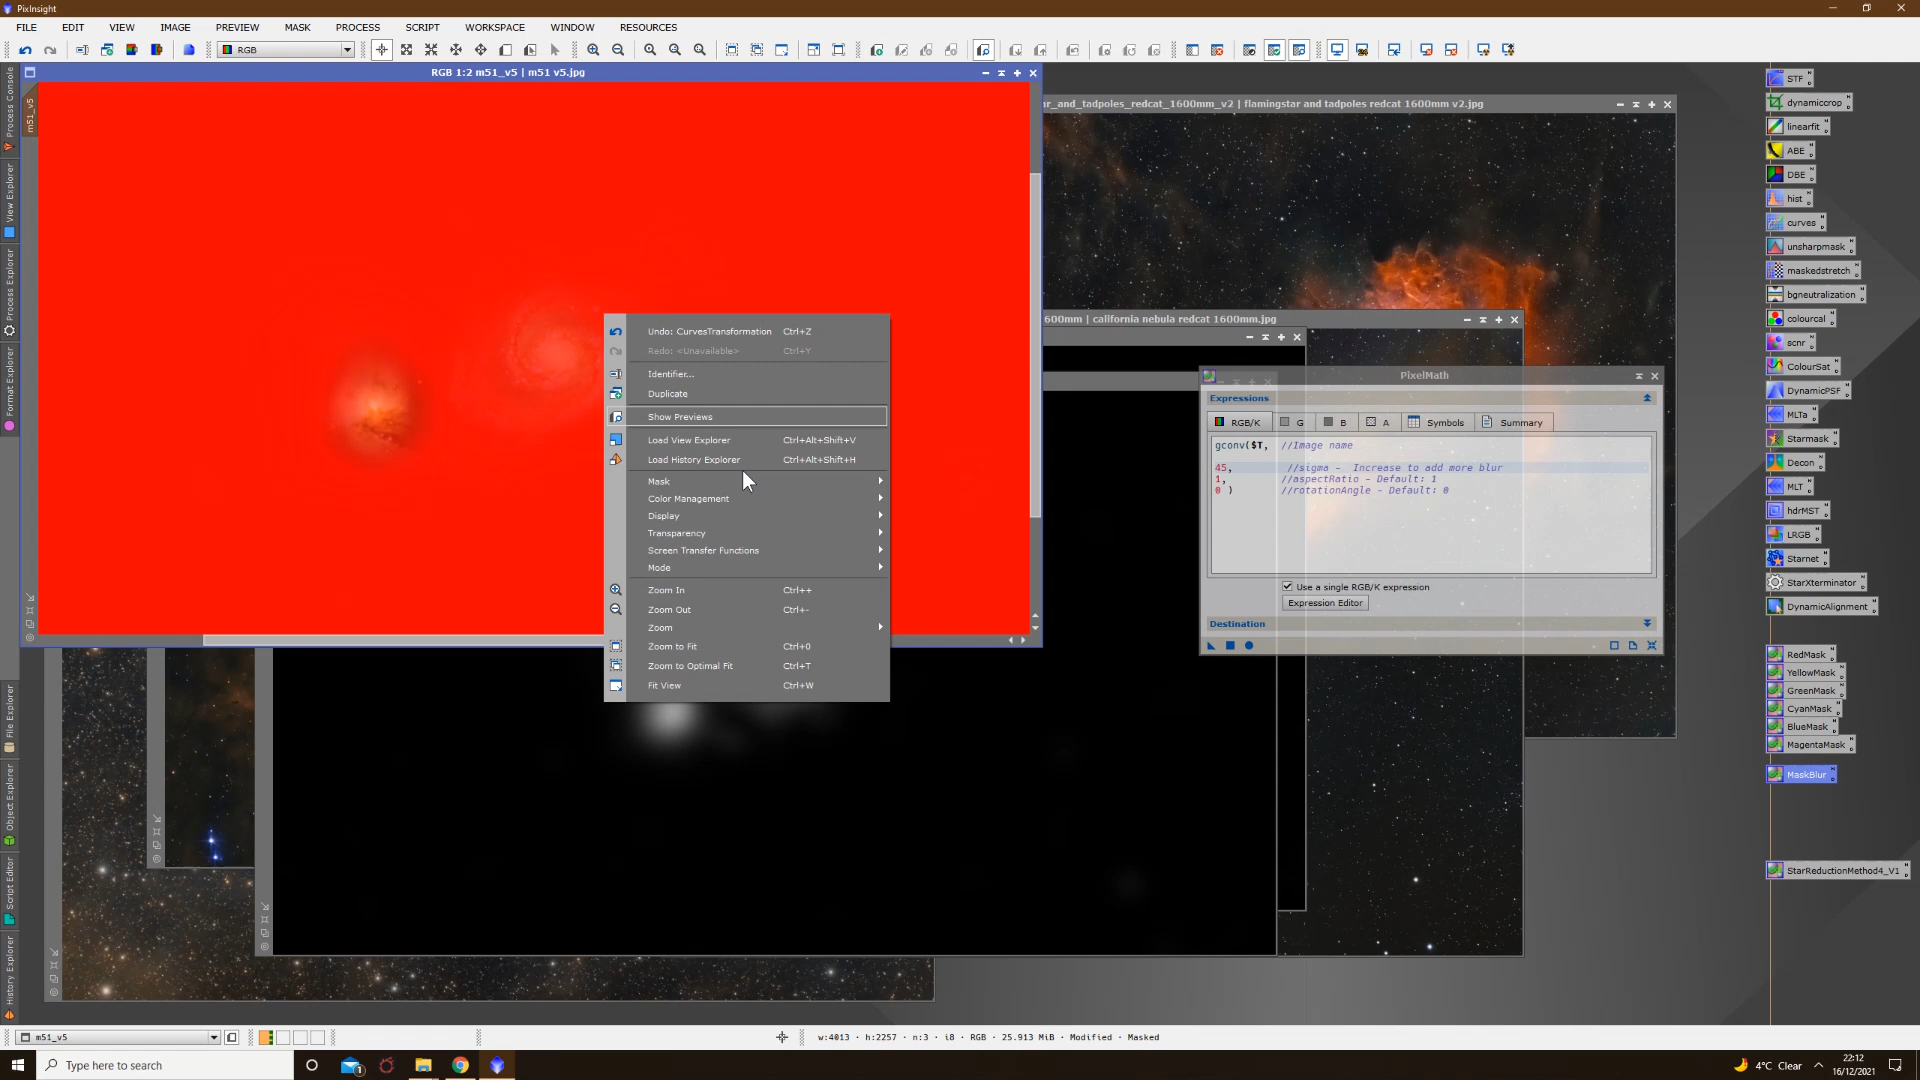 PixInsight
FILE EDIT VIEW IMAGE PREVIEW MASK PROCESS SCRIPT WORKSPACE WINDOW RESOURCES
RGB
RGB 1:2 m51_v5 | m51 v5.jpg
m51_v5
ar_and_tadpoles_redcat_1600mm_v2 | flamingstar and tadpoles redcat 1600mm v2.jpg
600mm | california nebula redcat 1600mm.jpg
Process Console
View Explorer
Process Explorer
Format Explorer
File Explorer
Object Explorer
Script Editor
History Explorer
Undo: CurvesTransformation Ctrl+Z
Redo: <Unavailable> Ctrl+Y
Identifier...
Duplicate
Show Previews
Load View Explorer Ctrl+Alt+Shift+V
Load History Explorer Ctrl+Alt+Shift+H
Mask
Color Management
Display
Transparency
Screen Transfer Functions
Mode
Zoom In Ctrl++
Zoom Out Ctrl+-
Zoom
Zoom to Fit Ctrl+0
Zoom to Optimal Fit Ctrl+T
Fit View Ctrl+W
PixelMath
Expressions
RGB/K G B A Symbols Summary
gconv($T, //Image name
45, //sigma - Increase to add more blur
1, //aspectRatio - Default: 1
0 ) //rotationAngle - Default: 0
Use a single RGB/K expression
Expression Editor
Destination
STF
dynamiccrop
linearfit
ABE
DBE
hist
curves
unsharpmask
maskedstretch
bgneutralization
colourcal
scnr
ColourSat
DynamicPSF
MLTa
Starmask
Decon
MLT
hdrMST
LRGB
Starnet
StarXterminator
DynamicAlignment
RedMask
YellowMask
GreenMask
CyanMask
BlueMask
MagentaMask
MaskBlur
StarReductionMethod4_V1
m51_v5
w:4013 · h:2257 · n:3 · i8 · RGB · 25.913 MiB · Modified · Masked
Type here to search
1
4°C Clear
22:12
16/12/2021